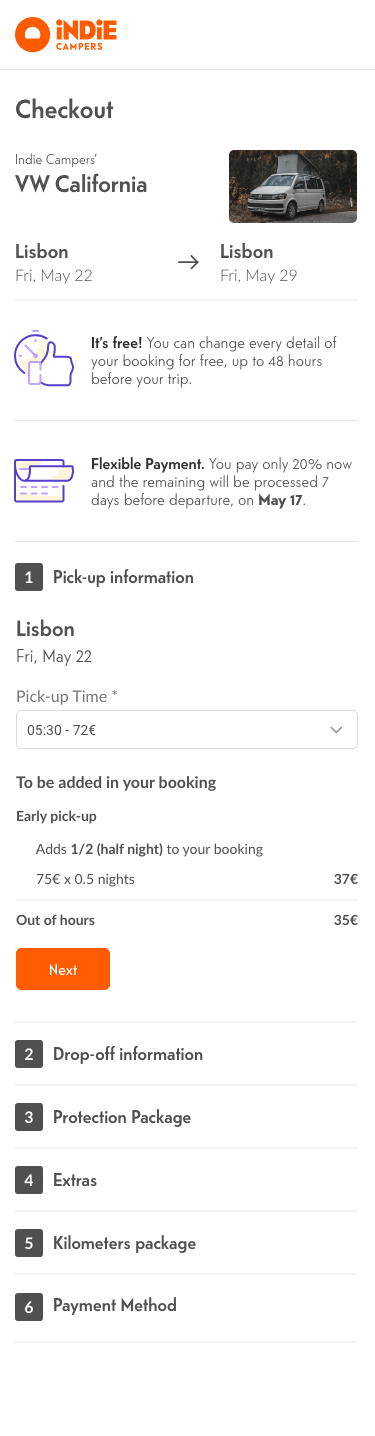 iNDiE
CAMPERS
Checkout
Indie Campers'
VW California
Lisbon
Fri, May 22
Lisbon
Fri, May 29
It's free! You can change every detail of
your booking for free, up to 48 hours
before your trip.
Flexible Payment. You pay only 20% now
and the remaining will be processed 7
days before departure, on May 17.
1 Pick-up information
Lisbon
Fri, May 22
Pick-up Time *
05:30 - 72€
To be added in your booking
Early pick-up
Adds 1/2 (half night) to your booking
75€ x 0.5 nights 37€
Out of hours 35€
Next
2 Drop-off information
3 Protection Package
4 Extras
5 Kilometers package
6 Payment Method